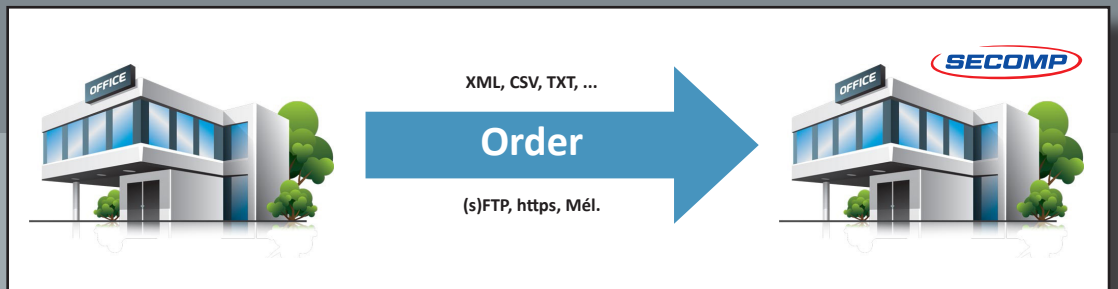 OFFICE
XML, CSV, TXT, ...
Order
(s)FTP, https, Mél.
OFFICE
SECOMP